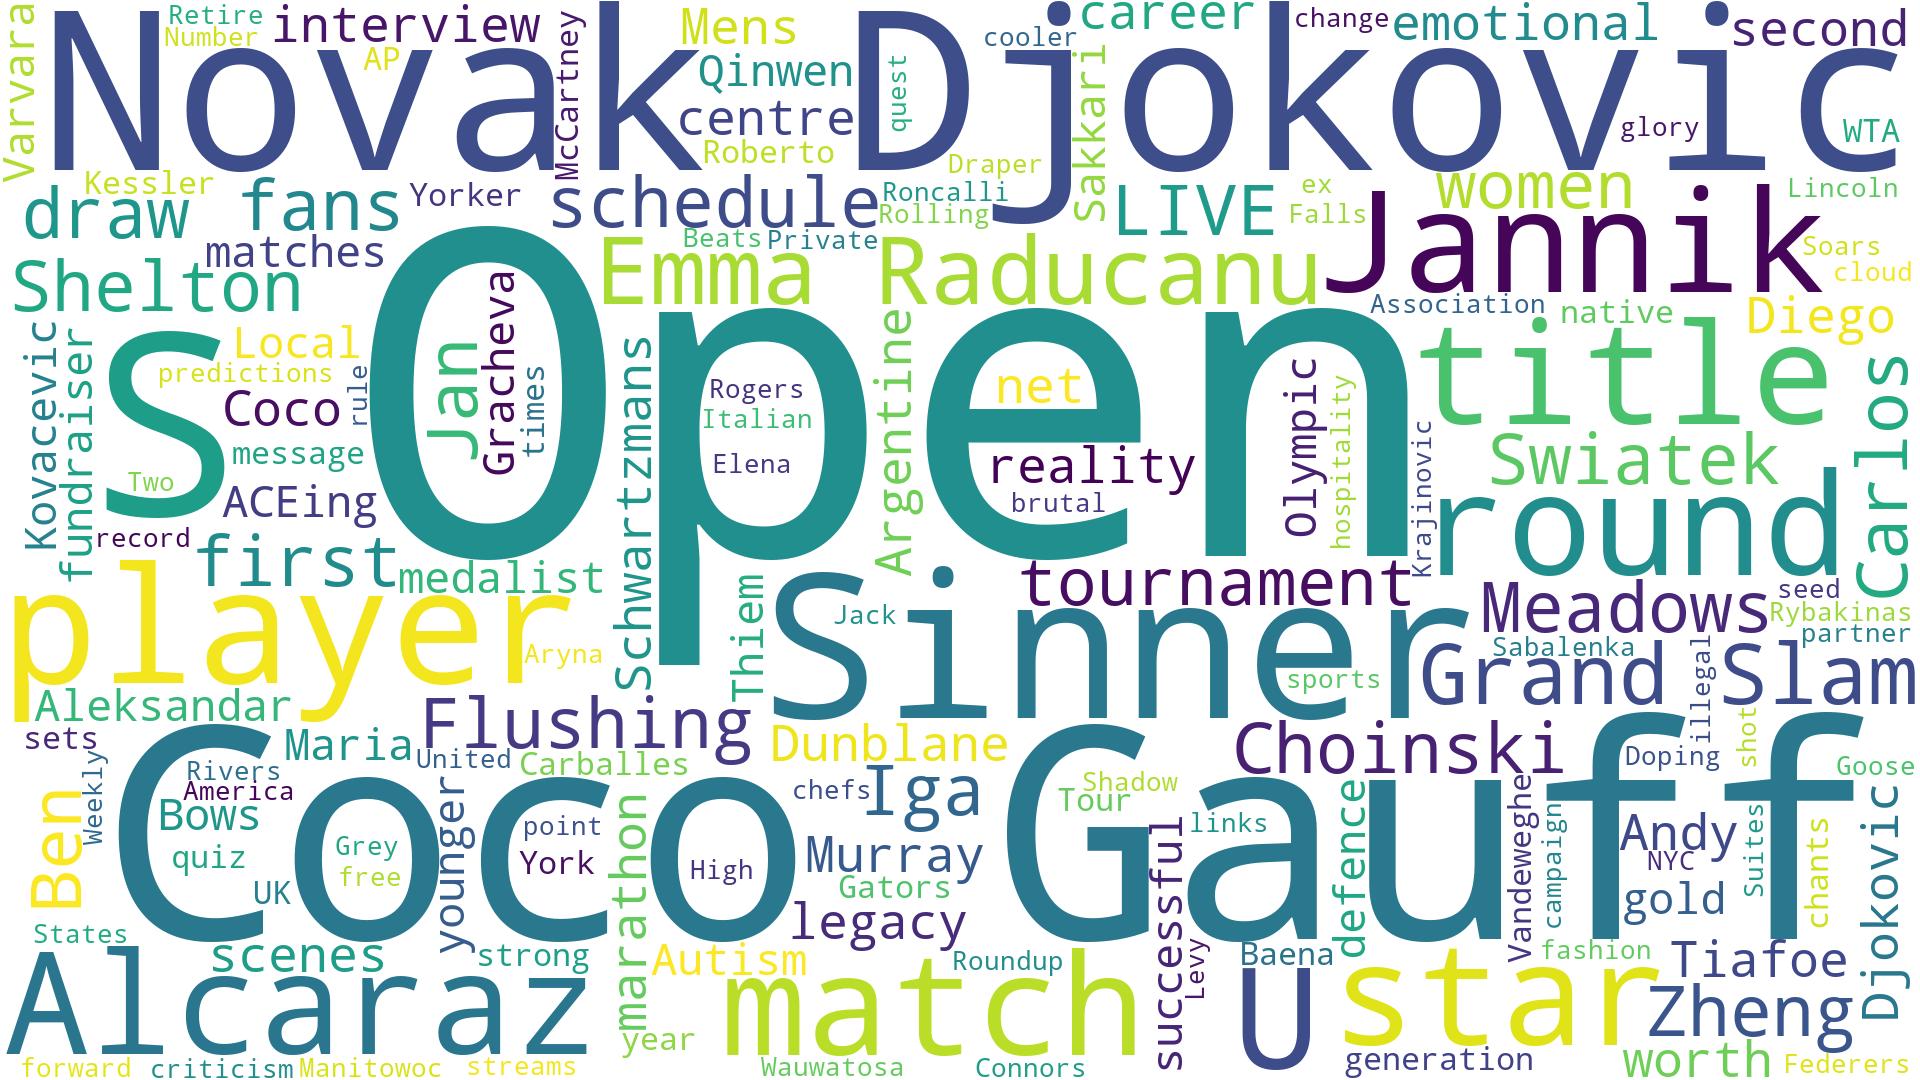 Retire
interview
Mens
cooler
career
change
emotional
second
Varvara
Number
AP
Novak Djokovic
McCartney
Qinwen
quest
centre
Roberto
Draper
Sakkari
glory
WTA
Kessler
draw
fans
Yorker
schedule
Roncalli
Rolling
LIVE
ex
Falls
women
Lincoln
matches
Beats
Private
Jannik
Soars
cloud
Shelton
Emma Raducanu
Association
native
Diego
Open
Jan
Gracheva
times
Kovacevic
fundraiser
Local
predictions
rule
S
Coco
message
Two
ACEing
record
Schwartzmans
Rogers
Italian
Elena
Argentine
net
reality
brutal
Olympic
hospitality
Krajinovic
title
Swiatek
Carlos
round
first
medalist
player
Aryna
Thiem
tournament
Jack
Sinner
Meadows
seed
Rybakinas
partner
Sabalenka
Grand Slam
illegal
sports
Aleksandar
sets
Weekly
Maria
Flushing
United
Carballes
Dunblane
Choinski
Doping
shot
Goose
Rivers
America
Bows
quiz
UK
Coco Gauff
Grey
free
younger
point
York
High
chefs
Iga
Murray
Gators
legacy
Shadow
Tour
links
successful
defence
Vandeweghe
campaign
Andy
NYC
gold
Suites
chants
Djokovic
Ben
States
scenes
strong
marathon
Autism
Roundup
Levy
Baena
fashion
Tiafoe
Alcaraz
match
U
star
Zheng
year
forward
criticism
Manitowoc
streams
Wauwatosa
Connors
generation
worth
Federers